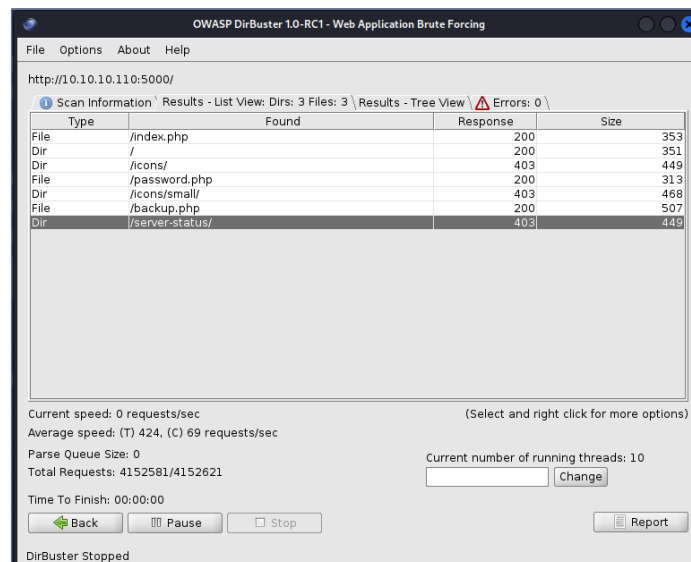 OWASP DirBuster 1.0-RC1 - Web Application Brute Forcing
File Options About Help
http://10.10.10.110:5000/
Scan Information Results - List View: Dirs: 3 Files: 3 Results - Tree View Errors: 0
Type Found Response Size
File /index.php 200 353
Dir / 200 351
Dir /icons/ 403 449
File /password.php 200 313
Dir /icons/small/ 403 468
File /backup.php 200 507
Dir /server-status/ 403 449
Current speed: 0 requests/sec (Select and right click for more options)
Average speed: (T) 424, (C) 69 requests/sec
Parse Queue Size: 0 Current number of running threads: 10
Total Requests: 4152581/4152621 Change
Time To Finish: 00:00:00
Back Pause Stop Report
DirBuster Stopped